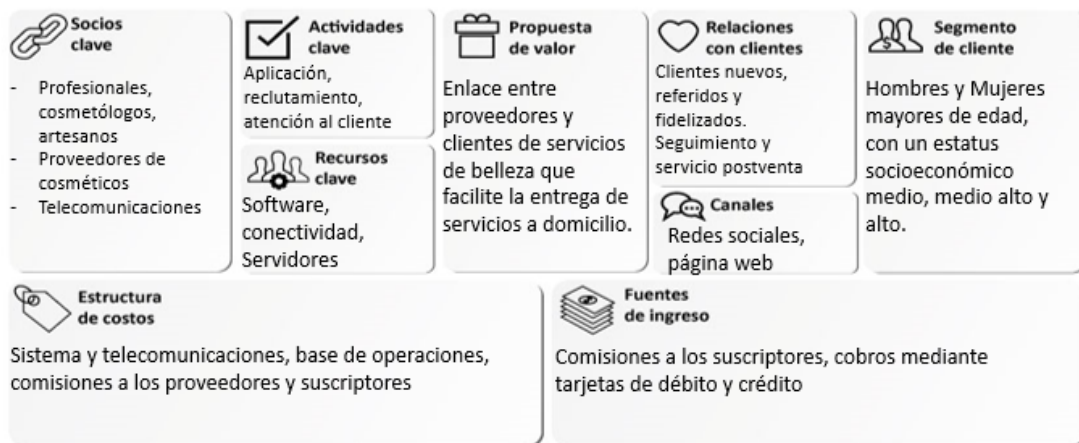 Socios
clave
- Profesionales,
cosmetólogos,
artesanos
- Proveedores de
cosméticos
- Telecomunicaciones
Actividades
clave
Aplicación,
reclutamiento,
atención al cliente
Recursos
clave
Software,
conectividad,
Servidores
Propuesta
de valor
Enlace entre
proveedores y
clientes de servicios
de belleza que
facilite la entrega de
servicios a domicilio.
Relaciones
con clientes
Clientes nuevos,
referidos y
fidelizados.
Seguimiento y
servicio postventa
Canales
Redes sociales,
página web
Segmento
de cliente
Hombres y Mujeres
mayores de edad,
con un estatus
socioeconómico
medio, medio alto y
alto.
Estructura
de costos
Sistema y telecomunicaciones, base de operaciones,
comisiones a los proveedores y suscriptores
Fuentes
de ingreso
Comisiones a los suscriptores, cobros mediante
tarjetas de débito y crédito